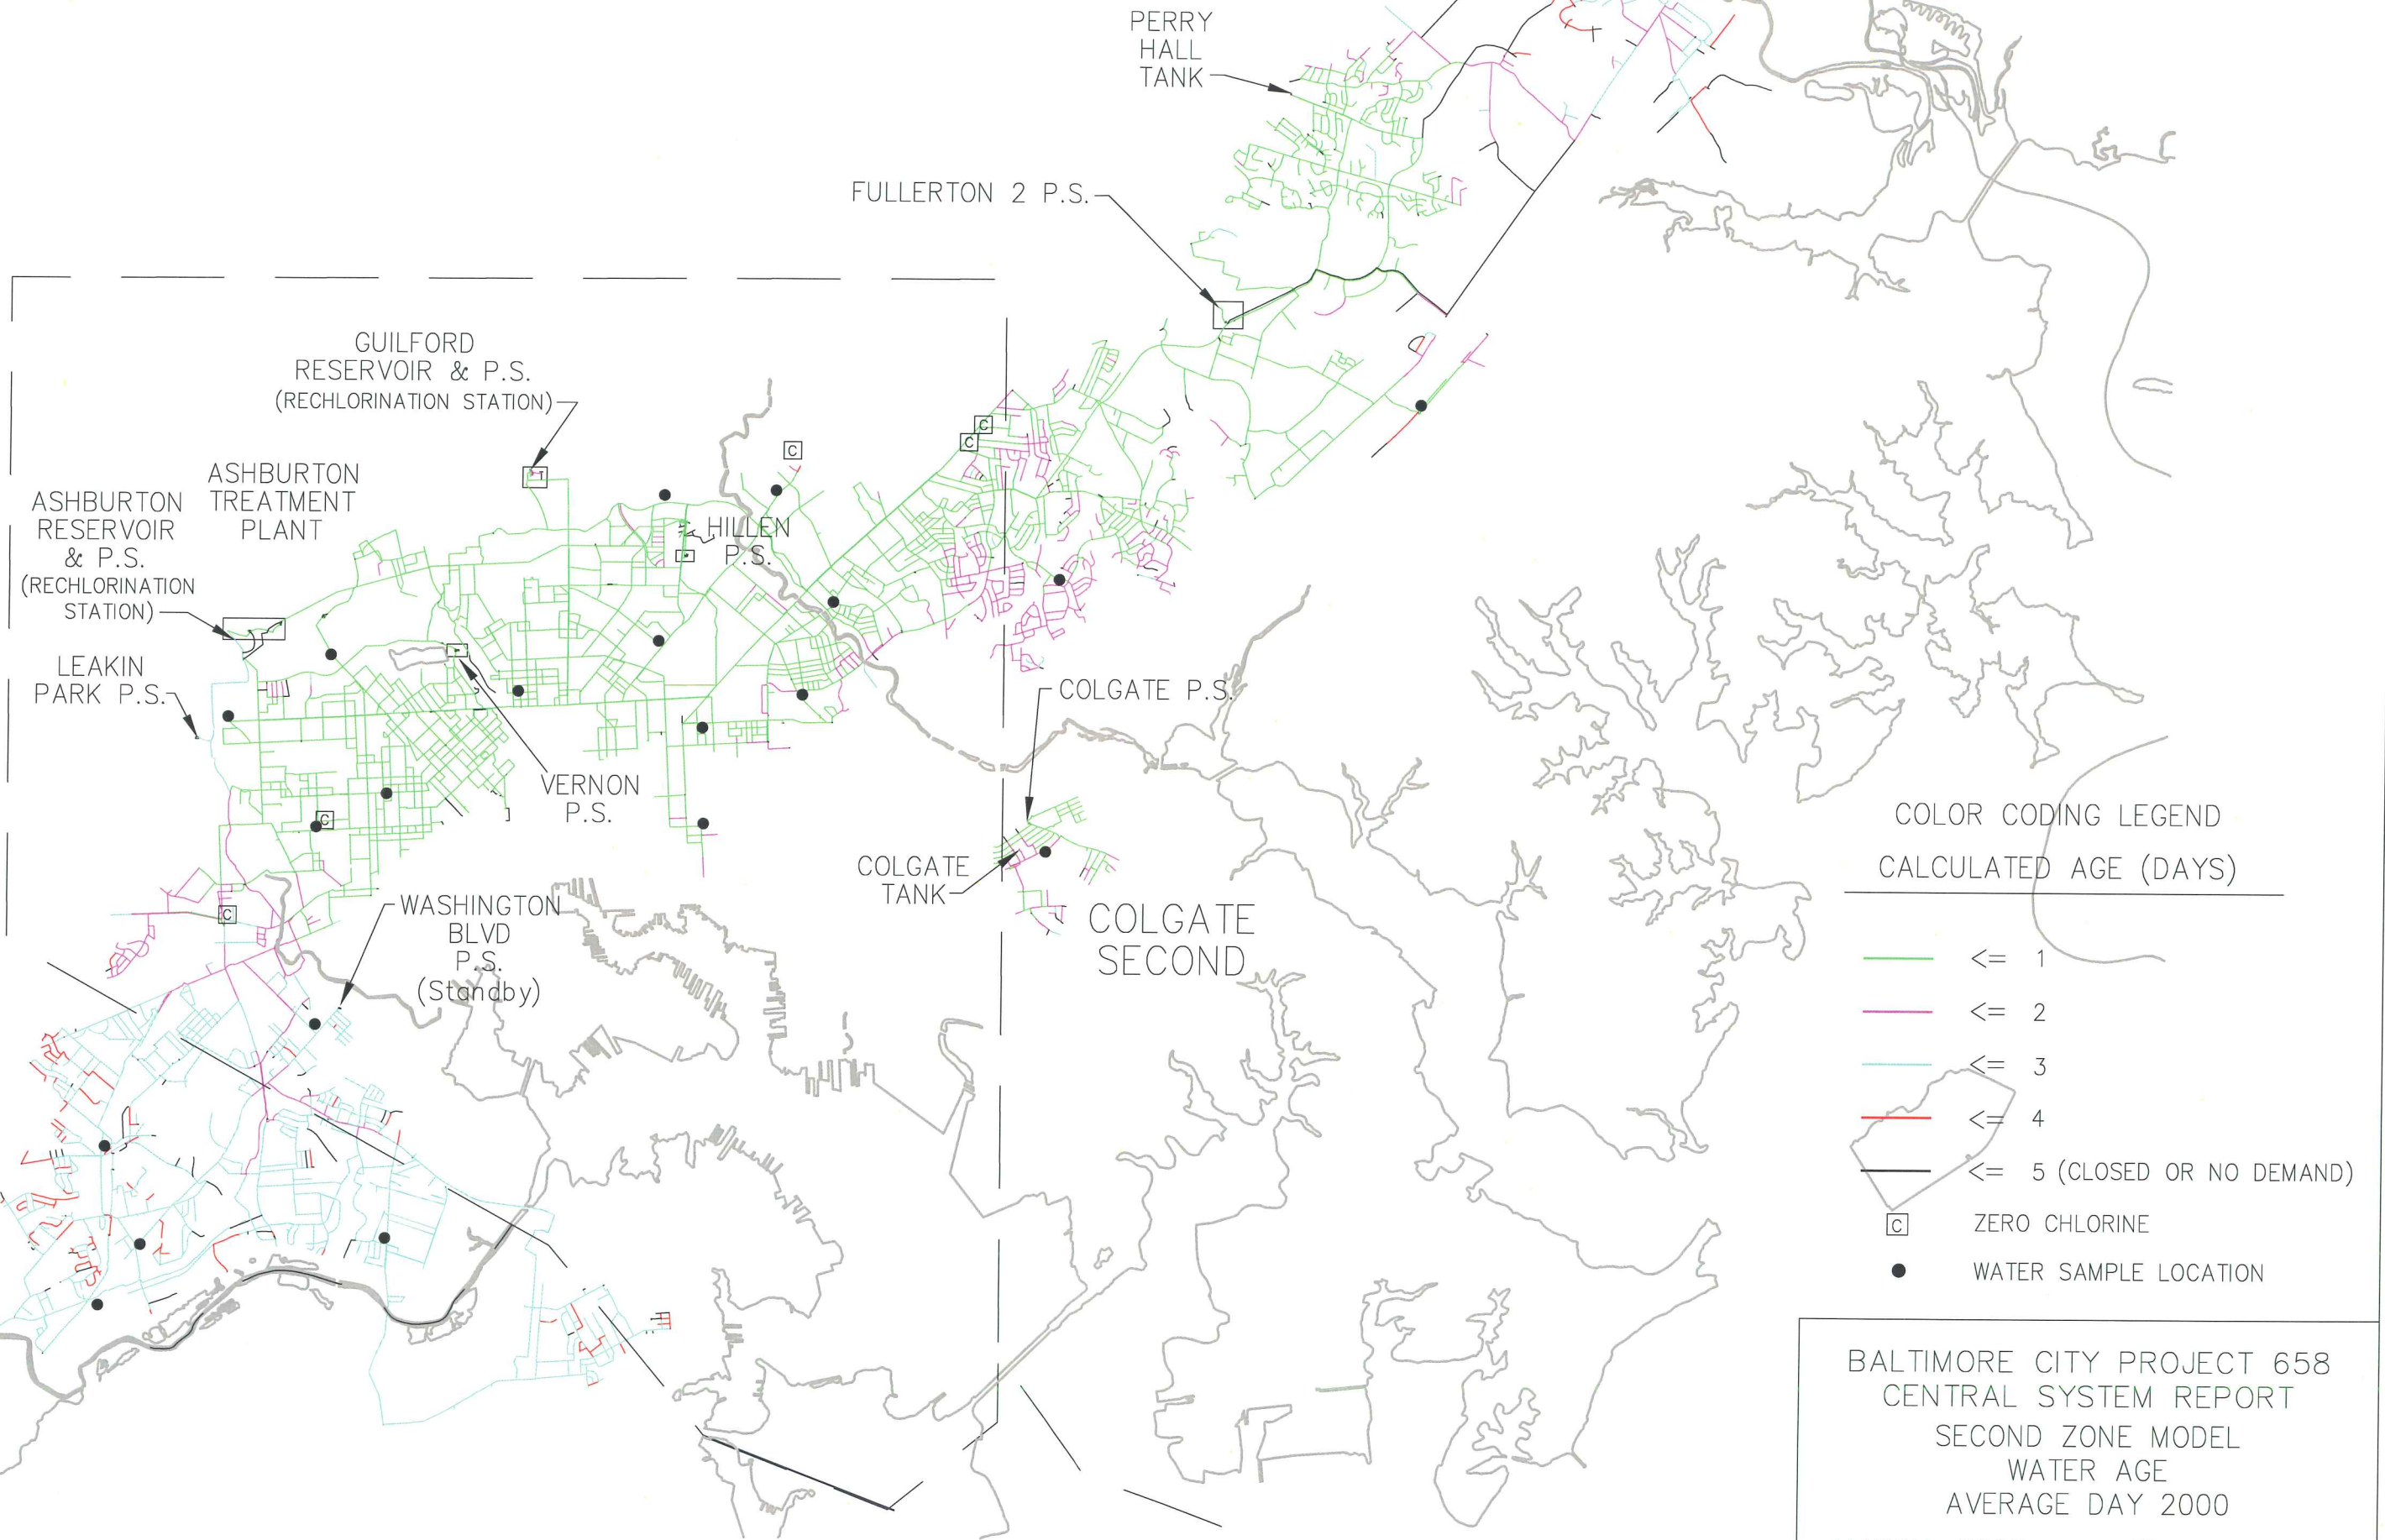 PERRY
HALL
TANK
FULLERTON 2 P.S.
GUILFORD
RESERVOIR & P.S.
(RECHLORINATION STATION)
C
C
C
ASHBURTON
TREATMENT
PLANT
ASHBURTON
RESERVOIR
& P.S.
(RECHLORINATION
STATION)
HILLEN
P.S.
LEAKIN
PARK P.S.
COLGATE P.S.
VERNON
P.S.
C
COLGATE
TANK
C
WASHINGTON
BLVD
P.S.
(Standby)
COLGATE
SECOND
COLOR CODING LEGEND
CALCULATED AGE (DAYS)
<= 1
<= 2
<= 3
<= 4
<= 5 (CLOSED OR NO DEMAND)
C ZERO CHLORINE
WATER SAMPLE LOCATION
BALTIMORE CITY PROJECT 658
CENTRAL SYSTEM REPORT
SECOND ZONE MODEL
WATER AGE
AVERAGE DAY 2000